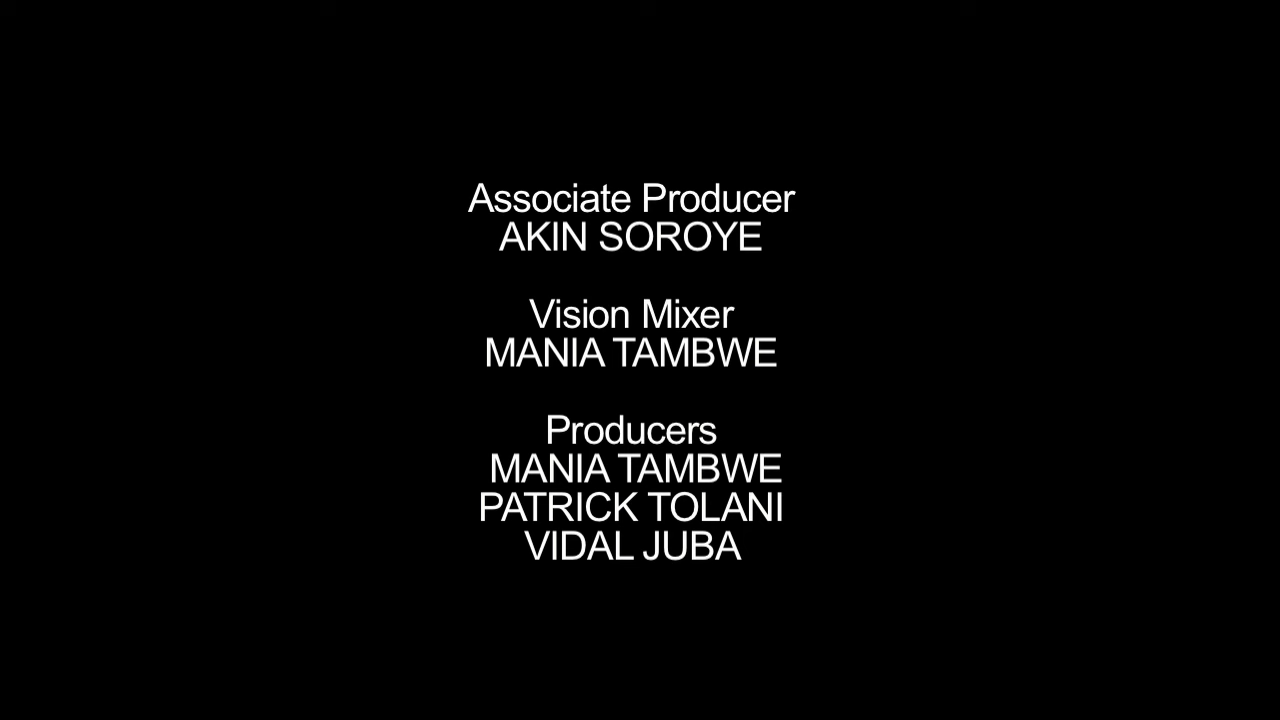 Associate Producer
AKIN SOROYE
Vision Mixer
MANIA TAMBWE
Producers
MANIA TAMBWE
PATRICK TOLANI
VIDAL JUBA